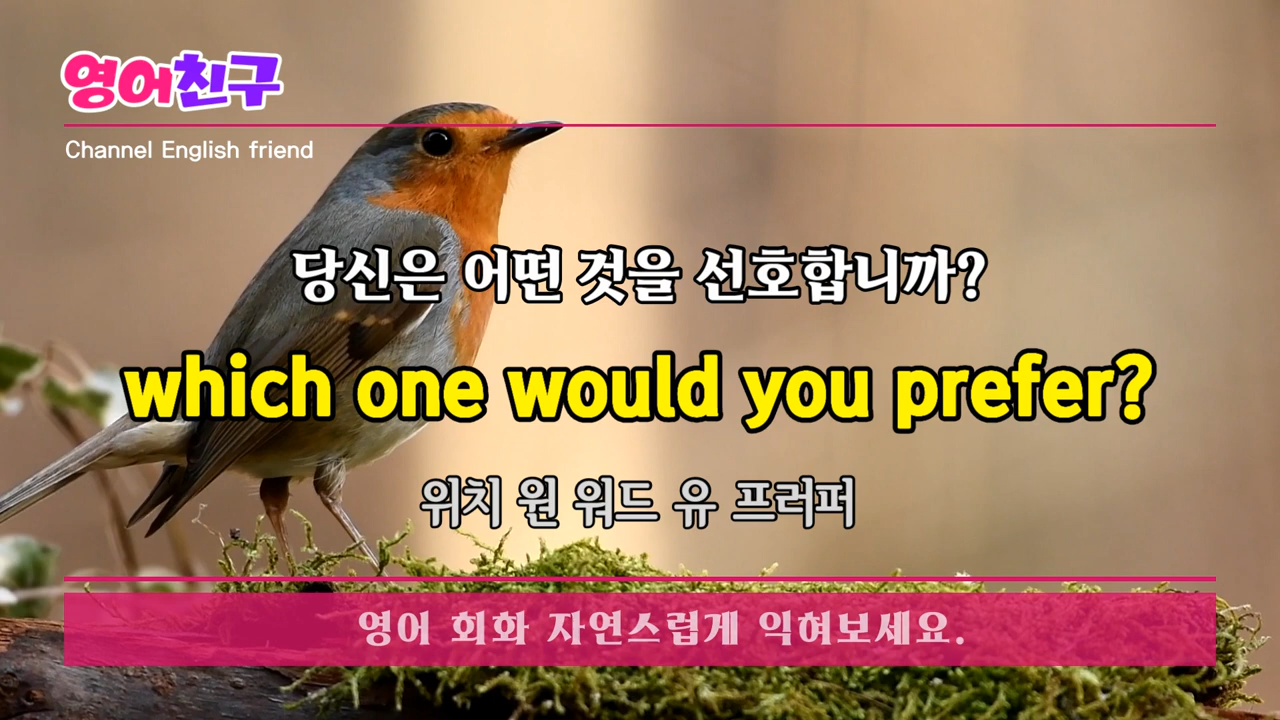 영어친구
Channel English friend
당신은 어떤 것을 선호합니까?
which one would you prefer?
위치 원 워드 유 프러퍼
영어 회화 자연스럽게 익혀보세요.